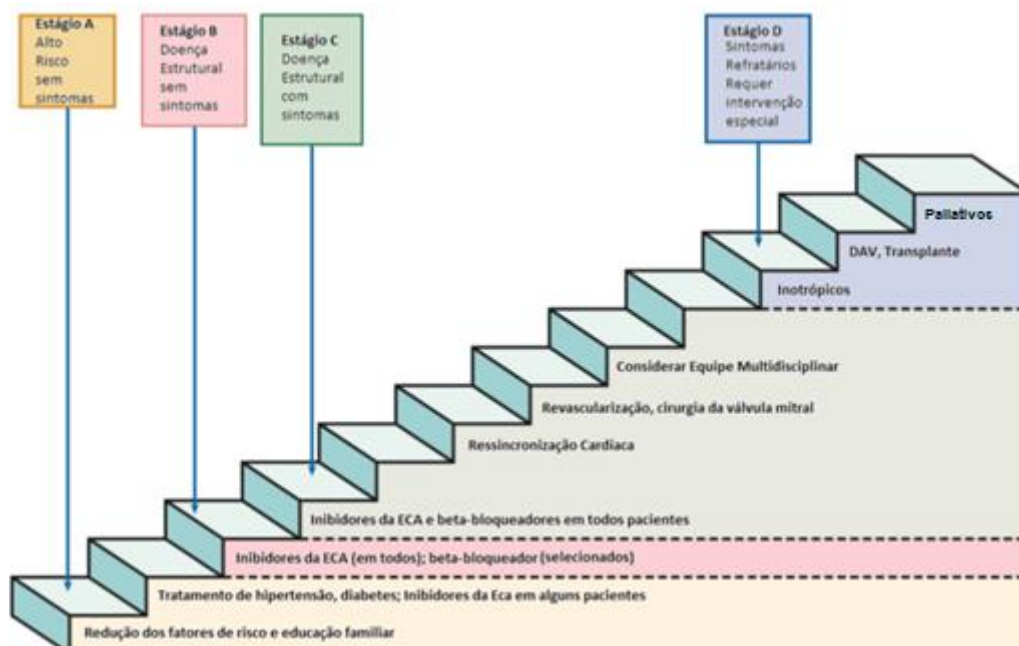 Estágio A
Alto
Risco
sem
sintomas
Estágio B
Doença
Estrutural
sem
sintomas
Estágio C
Doença
Estrutural
com
sintomas
Estágio D
Sintomas
Refratários
Requer
intervenção
especial
Paliativos
DAV, Transplante
Inotrópicos
Considerar Equipe Multidisciplinar
Revascularização, cirurgia da válvula mitral
Ressincronização Cardíaca
Inibidores da ECA e beta-bloqueadores em todos pacientes
Inibidores da ECA (em todos); beta-bloqueador (selecionados)
Tratamento de hipertensão, diabetes; Inibidores da Eca em alguns pacientes
Redução dos fatores de risco e educação familiar